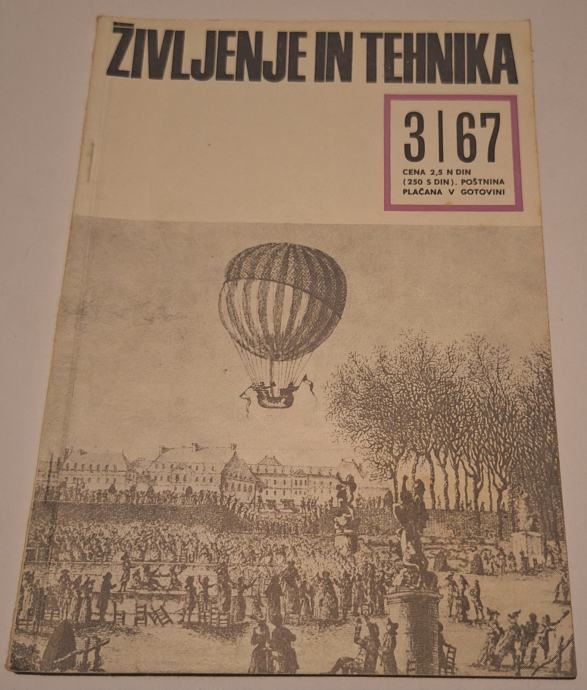 ŽIVLJENJE IN TEHNIKA
3|67
CENA 2,5 N DIN
(250 S DIN). POŠTNINA
PLAČANA V GOTOVINI